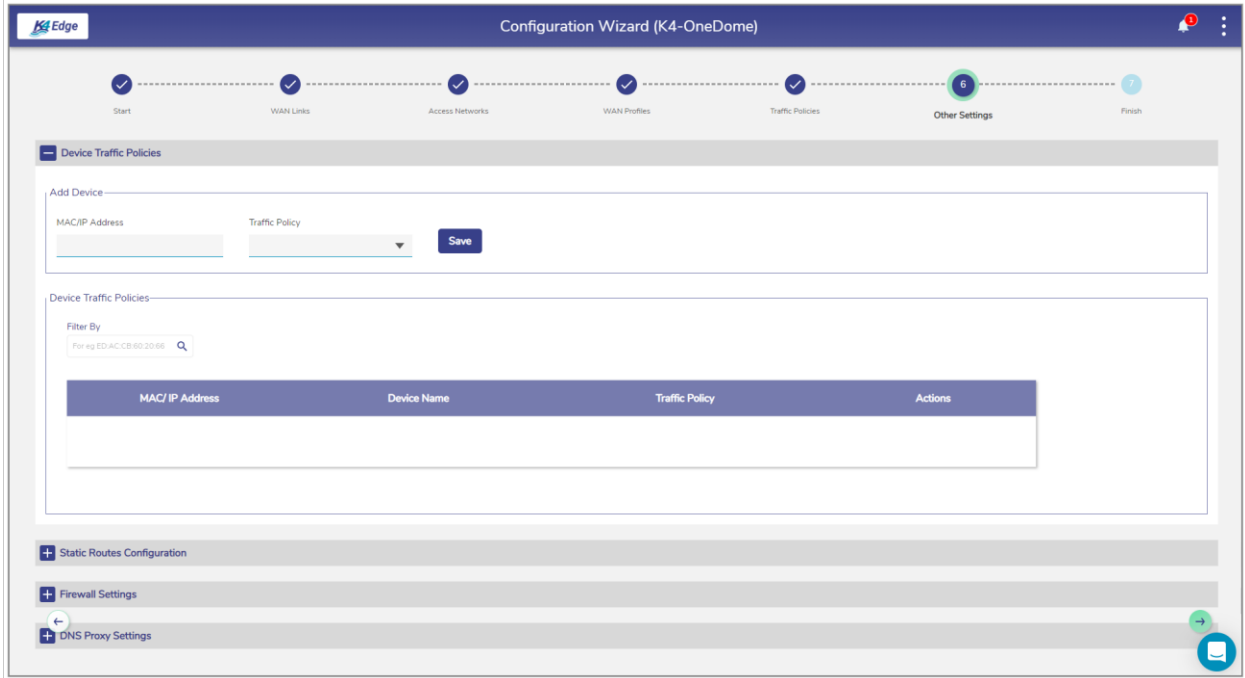 K4 Edge
Configuration Wizard (K4-OneDome)
1
6
7
Start
WAN Links
Access Networks
WAN Profiles
Traffic Policies
Other Settings
Finish
Device Traffic Policies
Add Device
MAC/IP Address
Traffic Policy
Save
Device Traffic Policies
Filter By
For eg ED:AC:CB:60:20:66
MAC/ IP Address
Device Name
Traffic Policy
Actions
Static Routes Configuration
Firewall Settings
DNS Proxy Settings